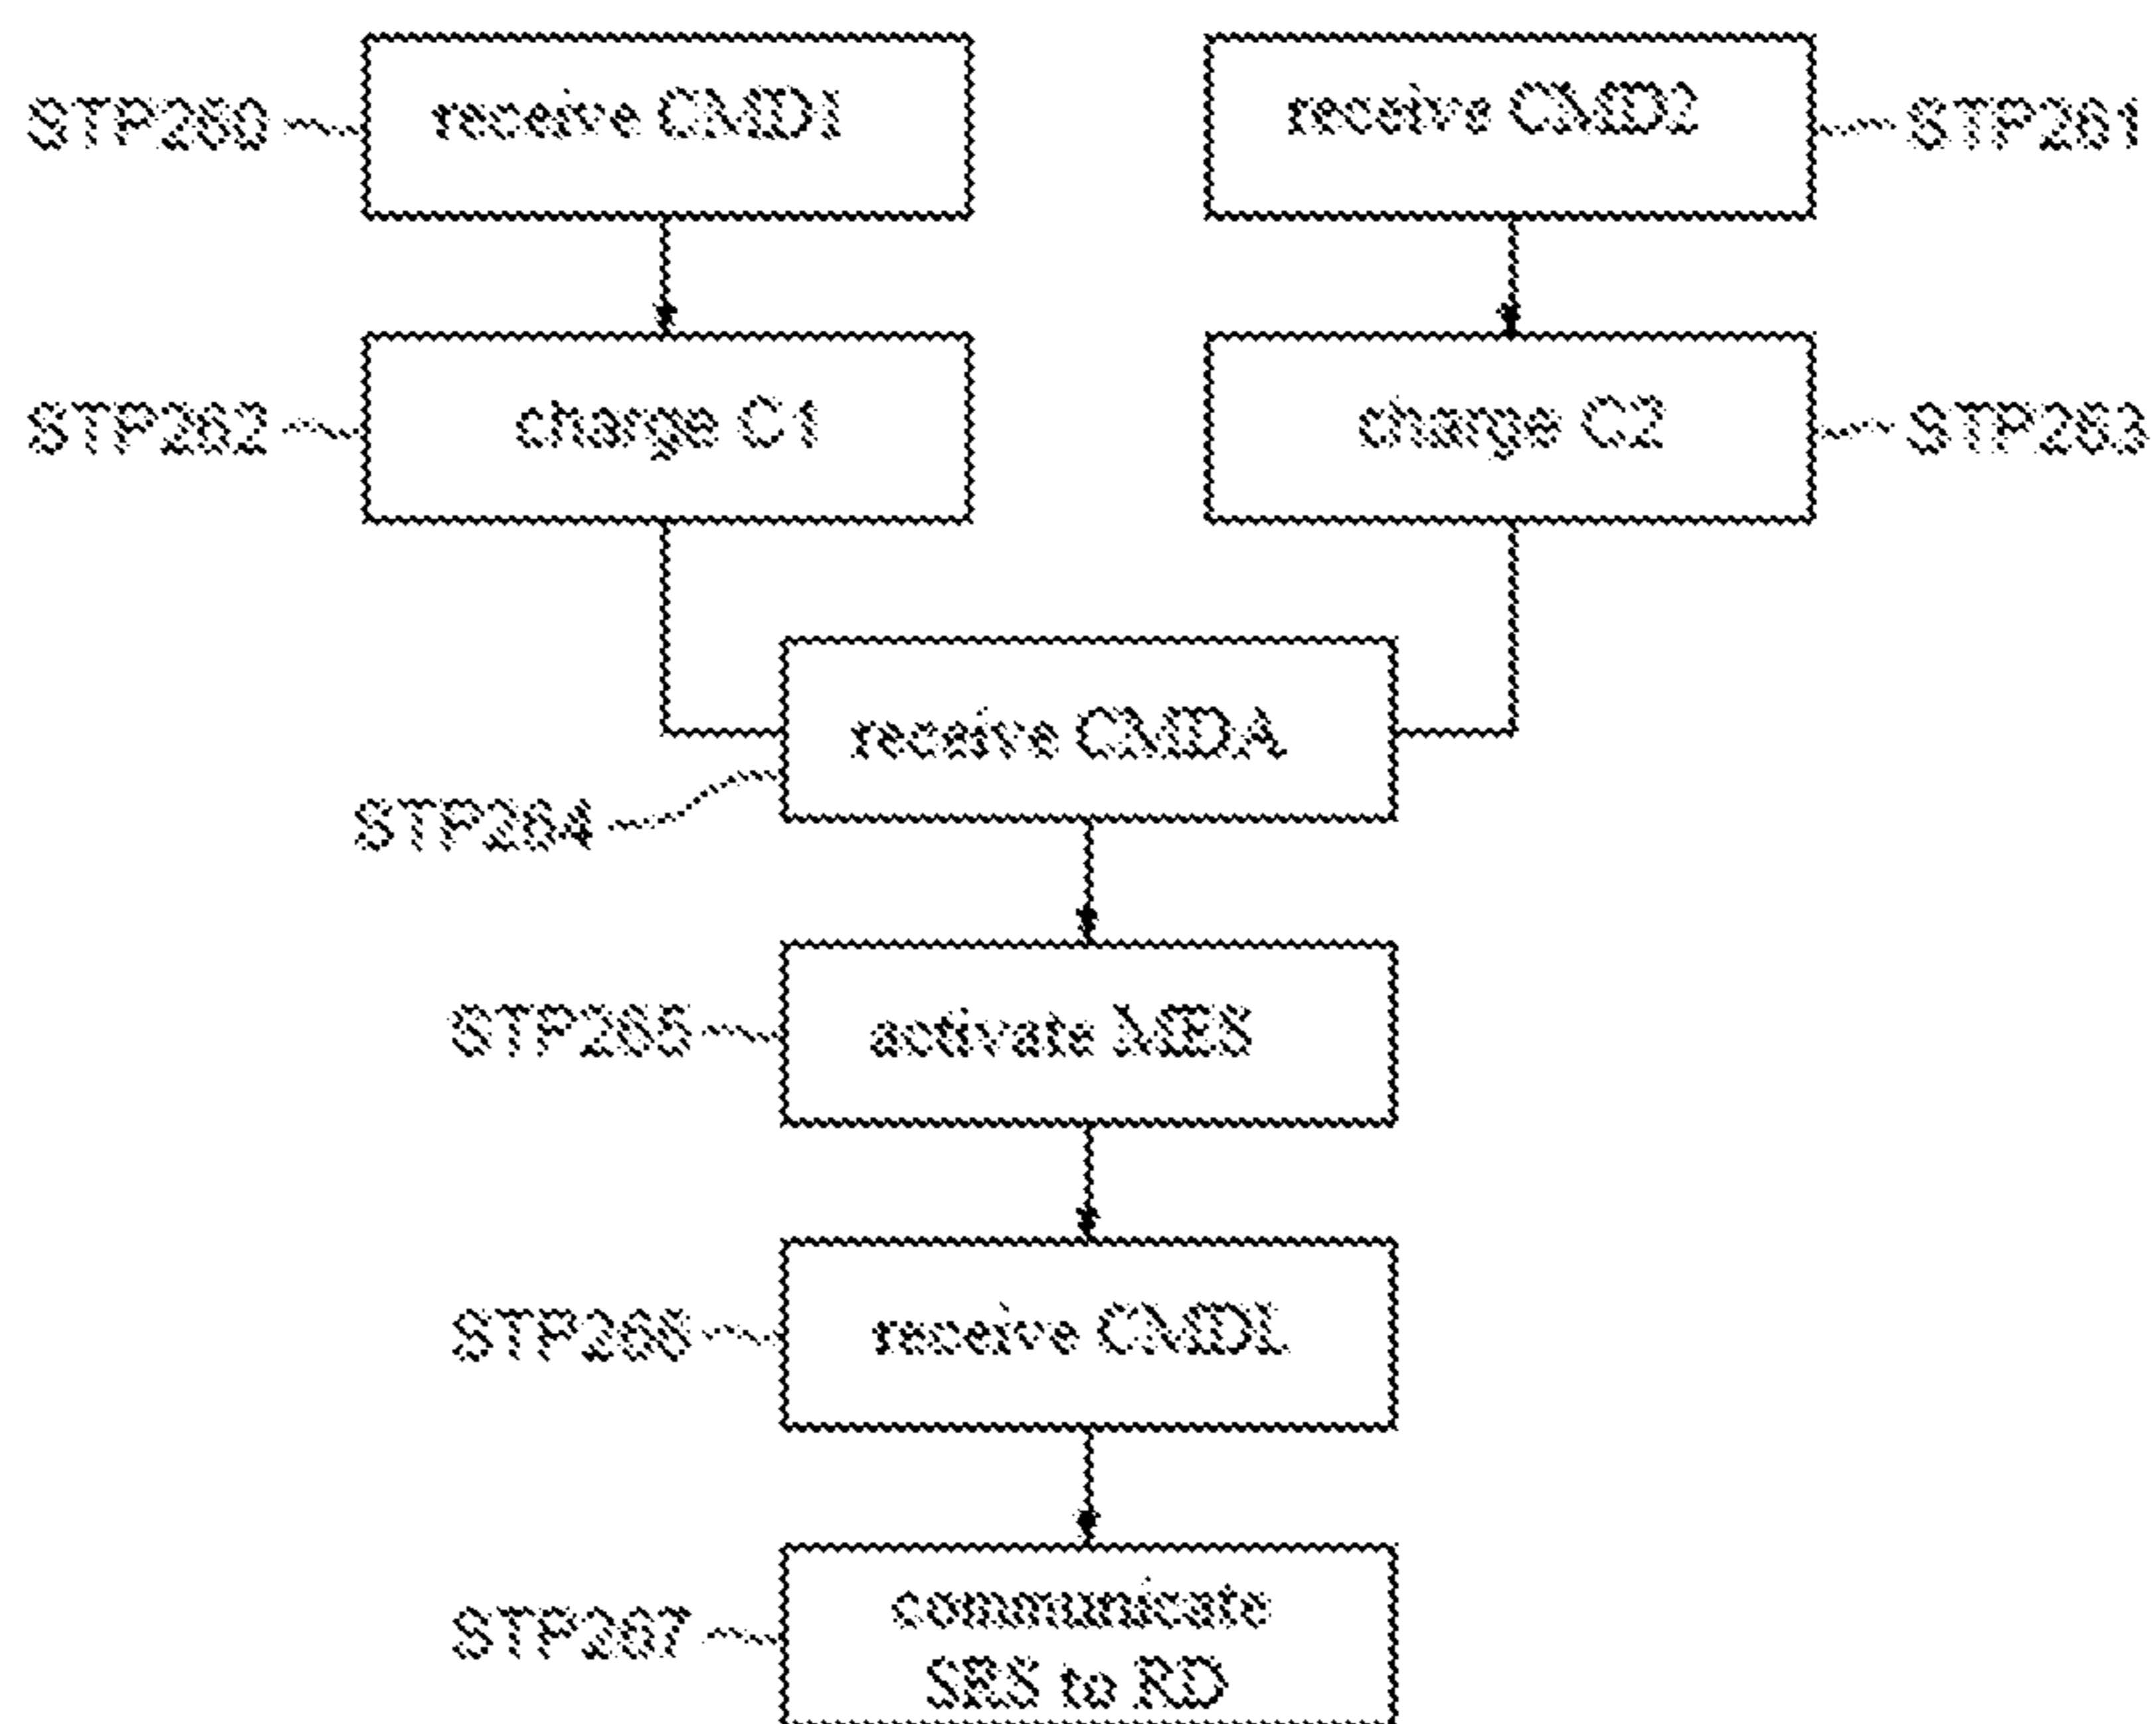 receive CMD1
receive CMD2
STP280
STP281
charge C1
charge C2
STP282
STP283
receive CMDA
STP284
STP285
activate MES
STP286
receive CMDL
STP287
communicate
SES to RD